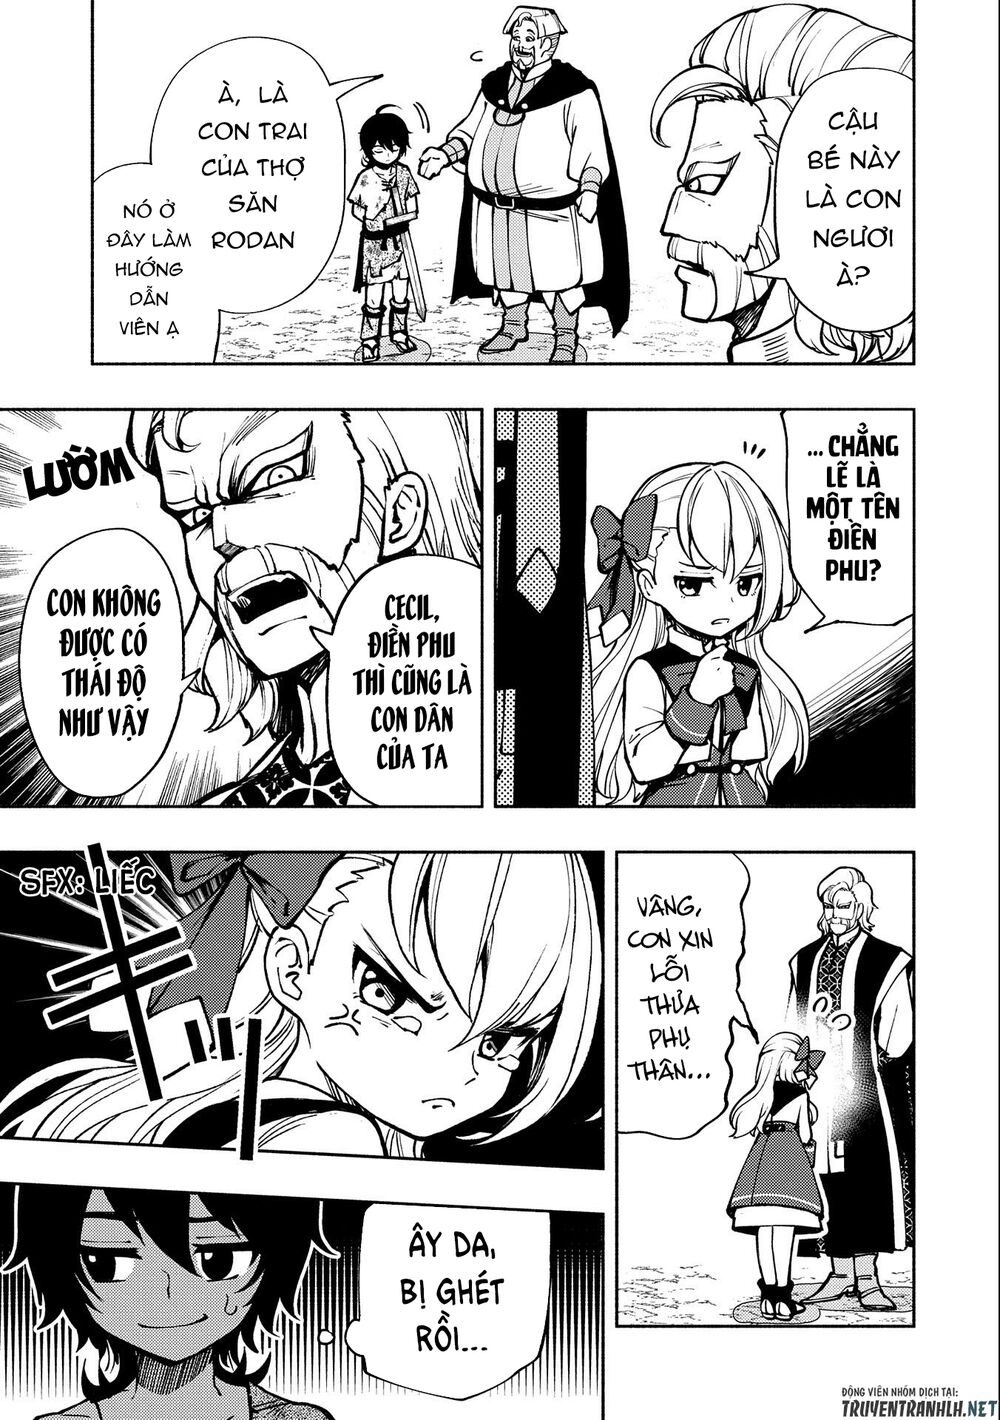 CẬU
BÉ NÀY
LÀ CON
NGƯƠI
À?
À, LÀ
CON TRAI
CỦA THỢ
SĂN
RODAN
NÓ Ở
ĐÂY LÀM
HƯỚNG
DẪN
VIÊN Ạ
... CHẲNG
LẼ LÀ
MỘT TÊN
ĐIỀN
PHU?
LƯỜM
CECIL,
ĐIỀN PHU
THÌ CŨNG LÀ
CON DÂN
CỦA TA
CON KHÔNG
ĐƯỢC CÓ
THÁI ĐỘ
NHƯ VẬY
VÂNG,
CON XIN
LỖI
THƯA
PHỤ
THÂN...
SFX: LIẾC
ギロッ
ÂY DA,
BỊ GHÉT
RỒI...
ĐỘNG VIÊN NHÓM DỊCH TẠI:
TRUYENTRANHLH.NET